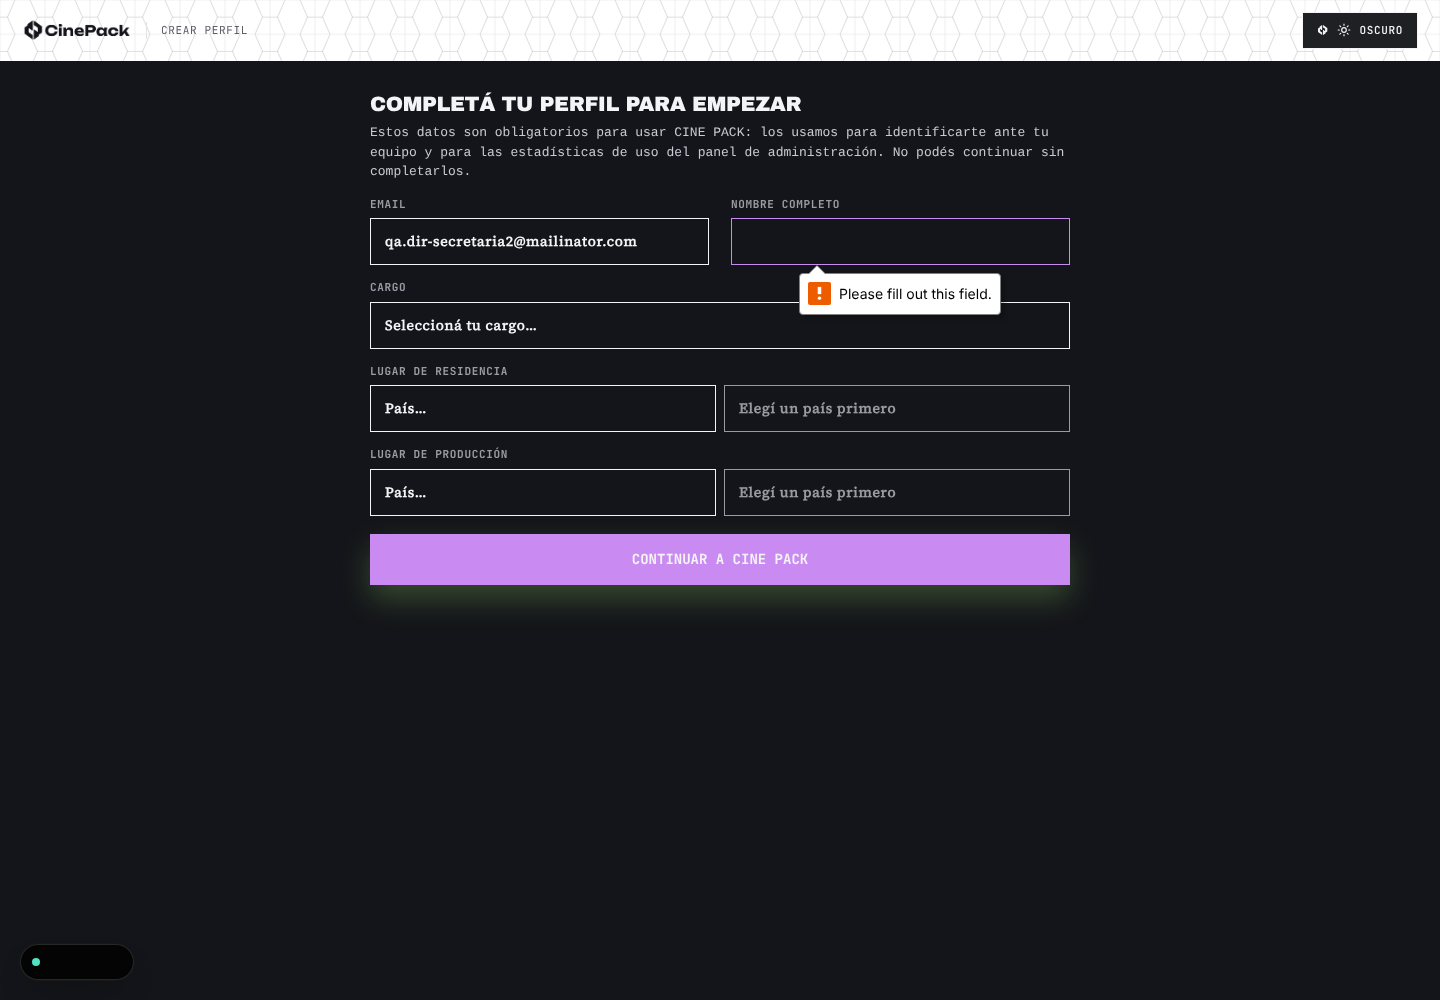 CinePack
CREAR PERFIL
OSCURO
COMPLETÁ TU PERFIL PARA EMPEZAR
Estos datos son obligatorios para usar CINE PACK: los usamos para identificarte ante tu
equipo y para las estadísticas de uso del panel de administración. No podés continuar sin
completarlos.
EMAIL
NOMBRE COMPLETO
qa.dir-secretaria2@mailinator.com
Please fill out this field.
CARGO
Seleccioná tu cargo...
LUGAR DE RESIDENCIA
País...
Elegí un país primero
LUGAR DE PRODUCCIÓN
País...
Elegí un país primero
CONTINUAR A CINE PACK